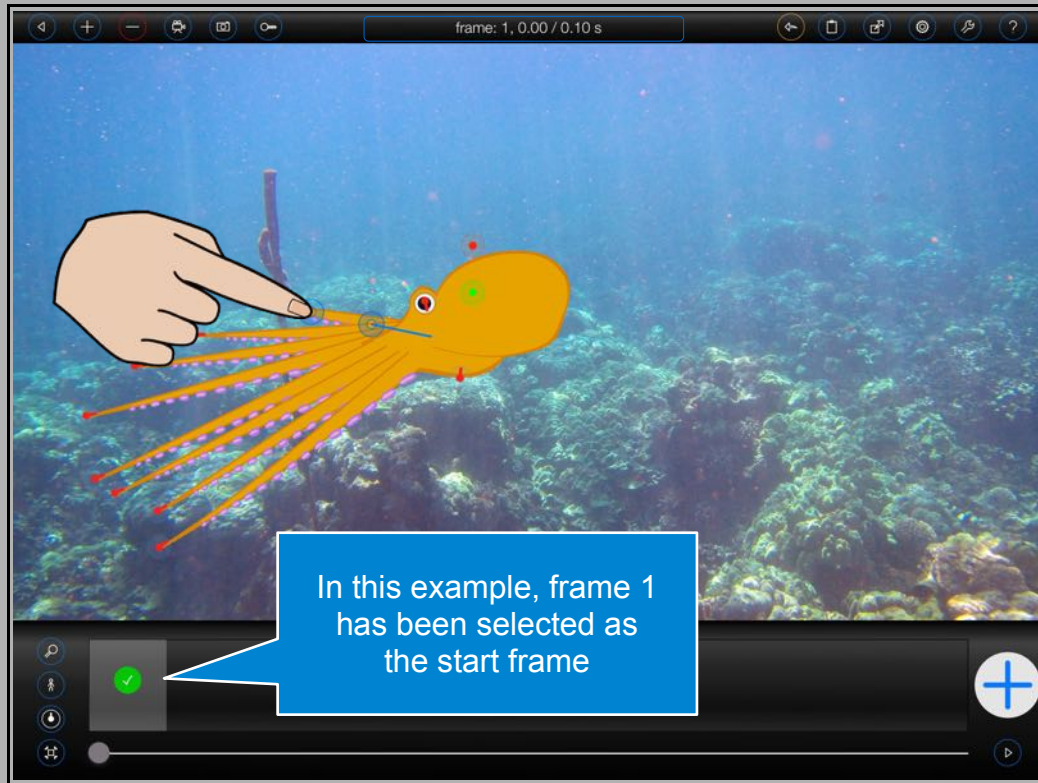 frame: 1, 0.00 / 0.10 s
?
In this example, frame 1
has been selected as
the start frame